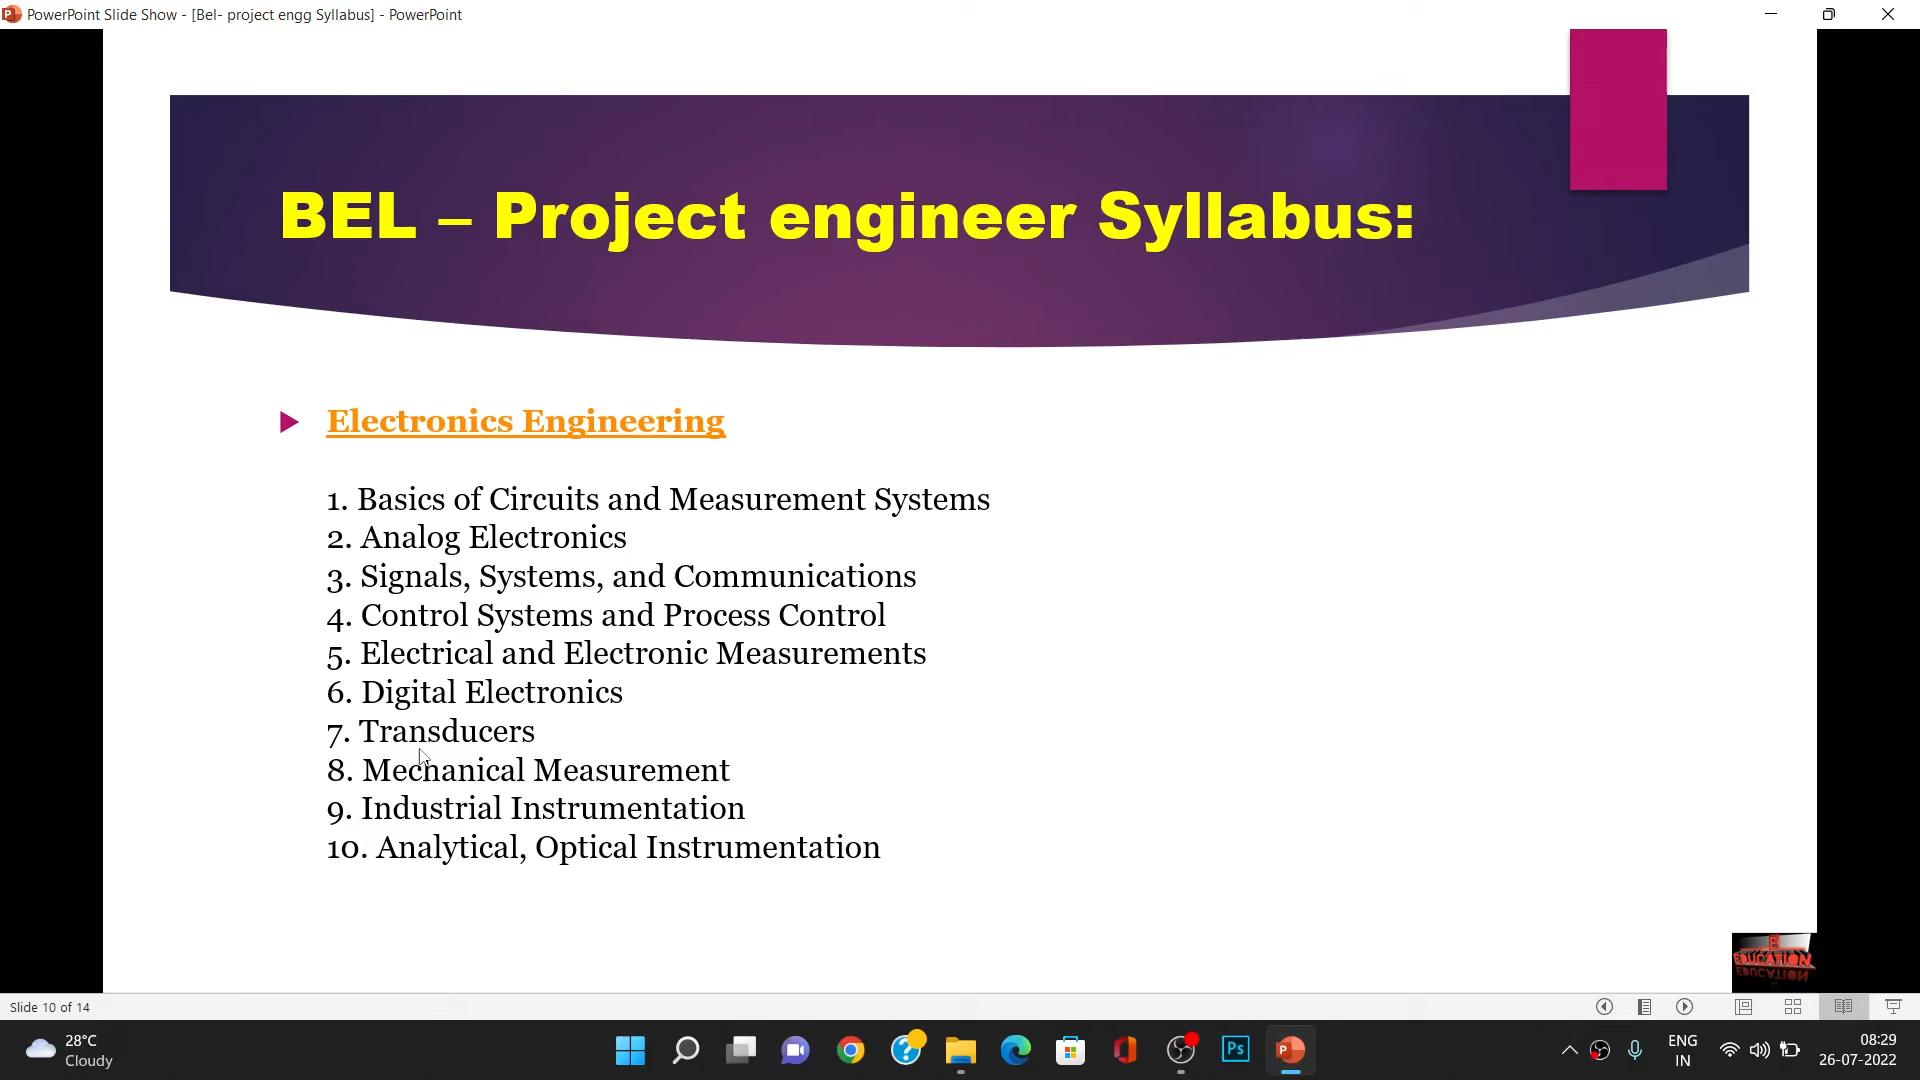 PowerPoint Slide Show - [Bel- project engg Syllabus] - PowerPoint
BEL – Project engineer Syllabus:
Electronics Engineering
1. Basics of Circuits and Measurement Systems
2. Analog Electronics
3. Signals, Systems, and Communications
4. Control Systems and Process Control
5. Electrical and Electronic Measurements
6. Digital Electronics
7. Transducers
8. Mechanical Measurement
9. Industrial Instrumentation
10. Analytical, Optical Instrumentation
E
EDUCATION
Slide 10 of 14
28°C
Cloudy
Ps
P
ENG
IN
08:29
26-07-2022